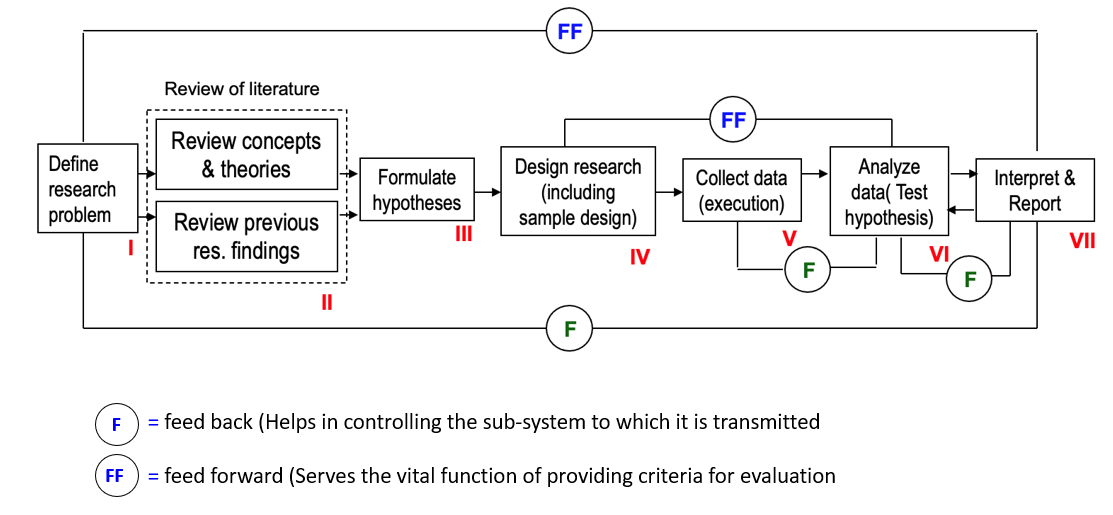 FF
Review of literature
FF
Define
research
problem
Review concepts
& theories
Review previous
res. findings
Formulate
hypotheses
Design research
(including
sample design)
Collect data
(execution)
Analyze
data( Test
hypothesis)
Interpret &
Report
I
II
III
IV
V
VI
VII
F
F
F
F = feed back (Helps in controlling the sub-system to which it is transmitted
FF = feed forward (Serves the vital function of providing criteria for evaluation